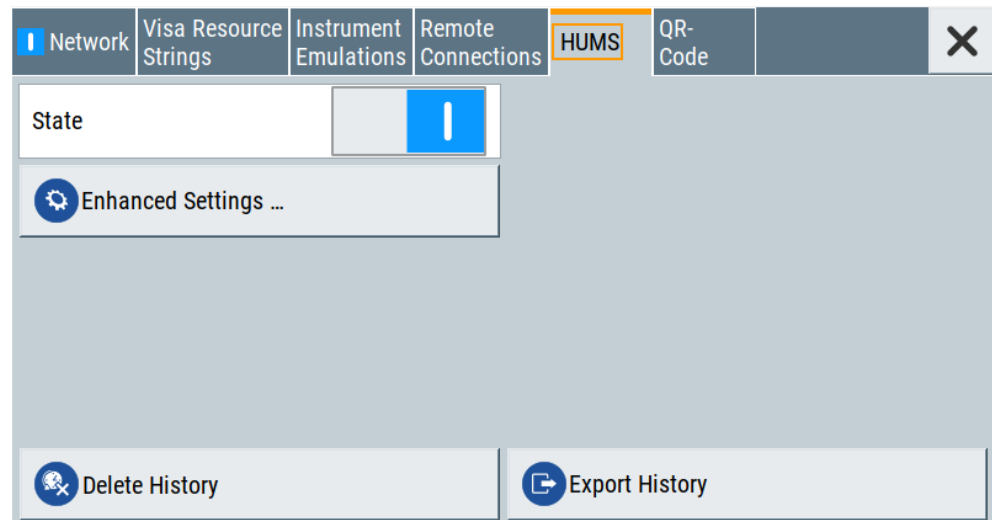 Network
Visa Resource
Strings
Instrument
Emulations
Remote
Connections
HUMS
QR-
Code
State
Enhanced Settings ...
Delete History
Export History